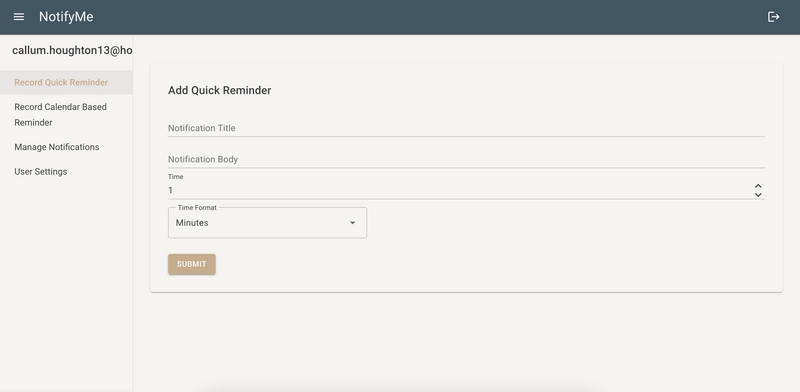 NotifyMe
callum.houghton13@ho
Record Quick Reminder
Record Calendar Based
Reminder
Manage Notifications
User Settings
Add Quick Reminder
Notification Title
Notification Body
Time
1
Time Format
Minutes
SUBMIT